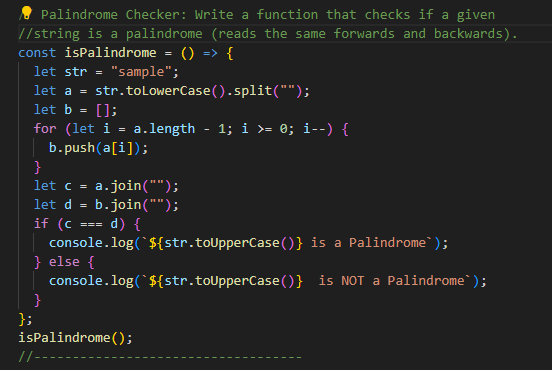 // Palindrome Checker: Write a function that checks if a given
//string is a palindrome (reads the same forwards and backwards).
const isPalindrome = () => {
  let str = "sample";
  let a = str.toLowerCase().split("");
  let b = [];
  for (let i = a.length - 1; i >= 0; i--) {
    b.push(a[i]);
  }
  let c = a.join("");
  let d = b.join("");
  if (c === d) {
    console.log(`${str.toUpperCase()} is a Palindrome`);
  } else {
    console.log(`${str.toUpperCase()}  is NOT a Palindrome`);
  }
};
isPalindrome();
//-----------------------------------